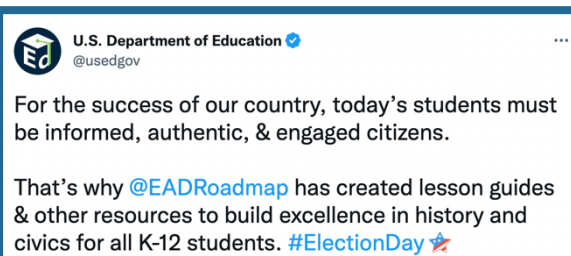 Ed
U.S. Department of Education
@usedgov
...
For the success of our country, today’s students must
be informed, authentic, & engaged citizens.
That’s why @EADRoadmap has created lesson guides
& other resources to build excellence in history and
civics for all K-12 students. #ElectionDay